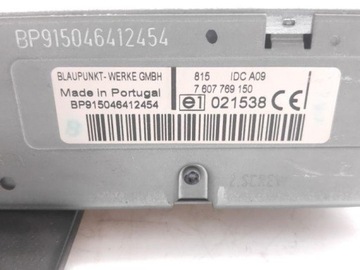 BP915046412454
BLAUPUNKT-WERKE GMBH 815 IDC A09
Made in Portugal 7 607 769 150
BP915046412454 e1 021538 CE